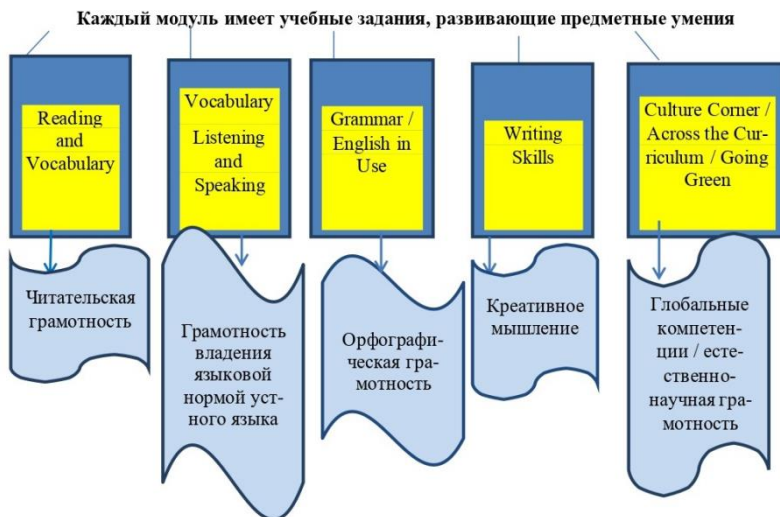 Каждый модуль имеет учебные задания, развивающие предметные умения
Reading
and
Vocabulary
Vocabulary
Listening
and
Speaking
Grammar /
English in
Use
Writing
Skills
Culture Corner /
Across the Cur-
riculum / Going
Green
Читательская
грамотность
Грамотность
владения
языковой
нормой уст-
ного языка
Орфографи-
ческая гра-
мотность
Креативное
мышление
Глобальные
компетен-
ции / есте-
ственно-
научная гра-
мотность